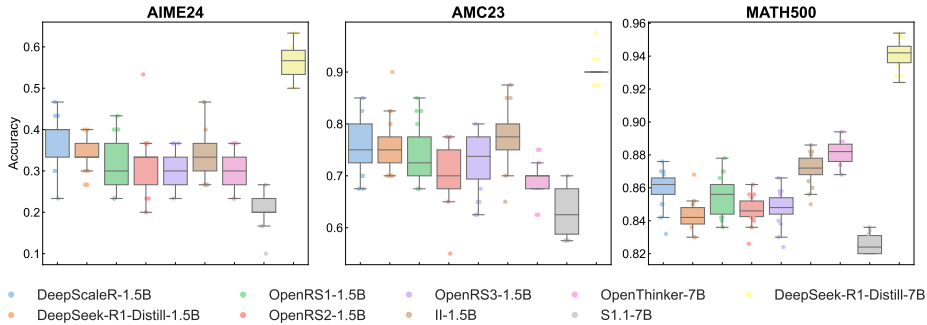 AIME24
AMC23
MATH500
Accuracy
0.6
0.5
0.4
0.3
0.2
0.1
0.9
0.8
0.7
0.6
0.96
0.94
0.92
0.88
0.86
0.84
0.82
DeepScaleR-1.5B
OpenRS1-1.5B
OpenRS3-1.5B
OpenThinker-7B
DeepSeek-R1-Distill-7B
DeepSeek-R1-Distill-1.5B
OpenRS2-1.5B
II-1.5B
S1.1-7B